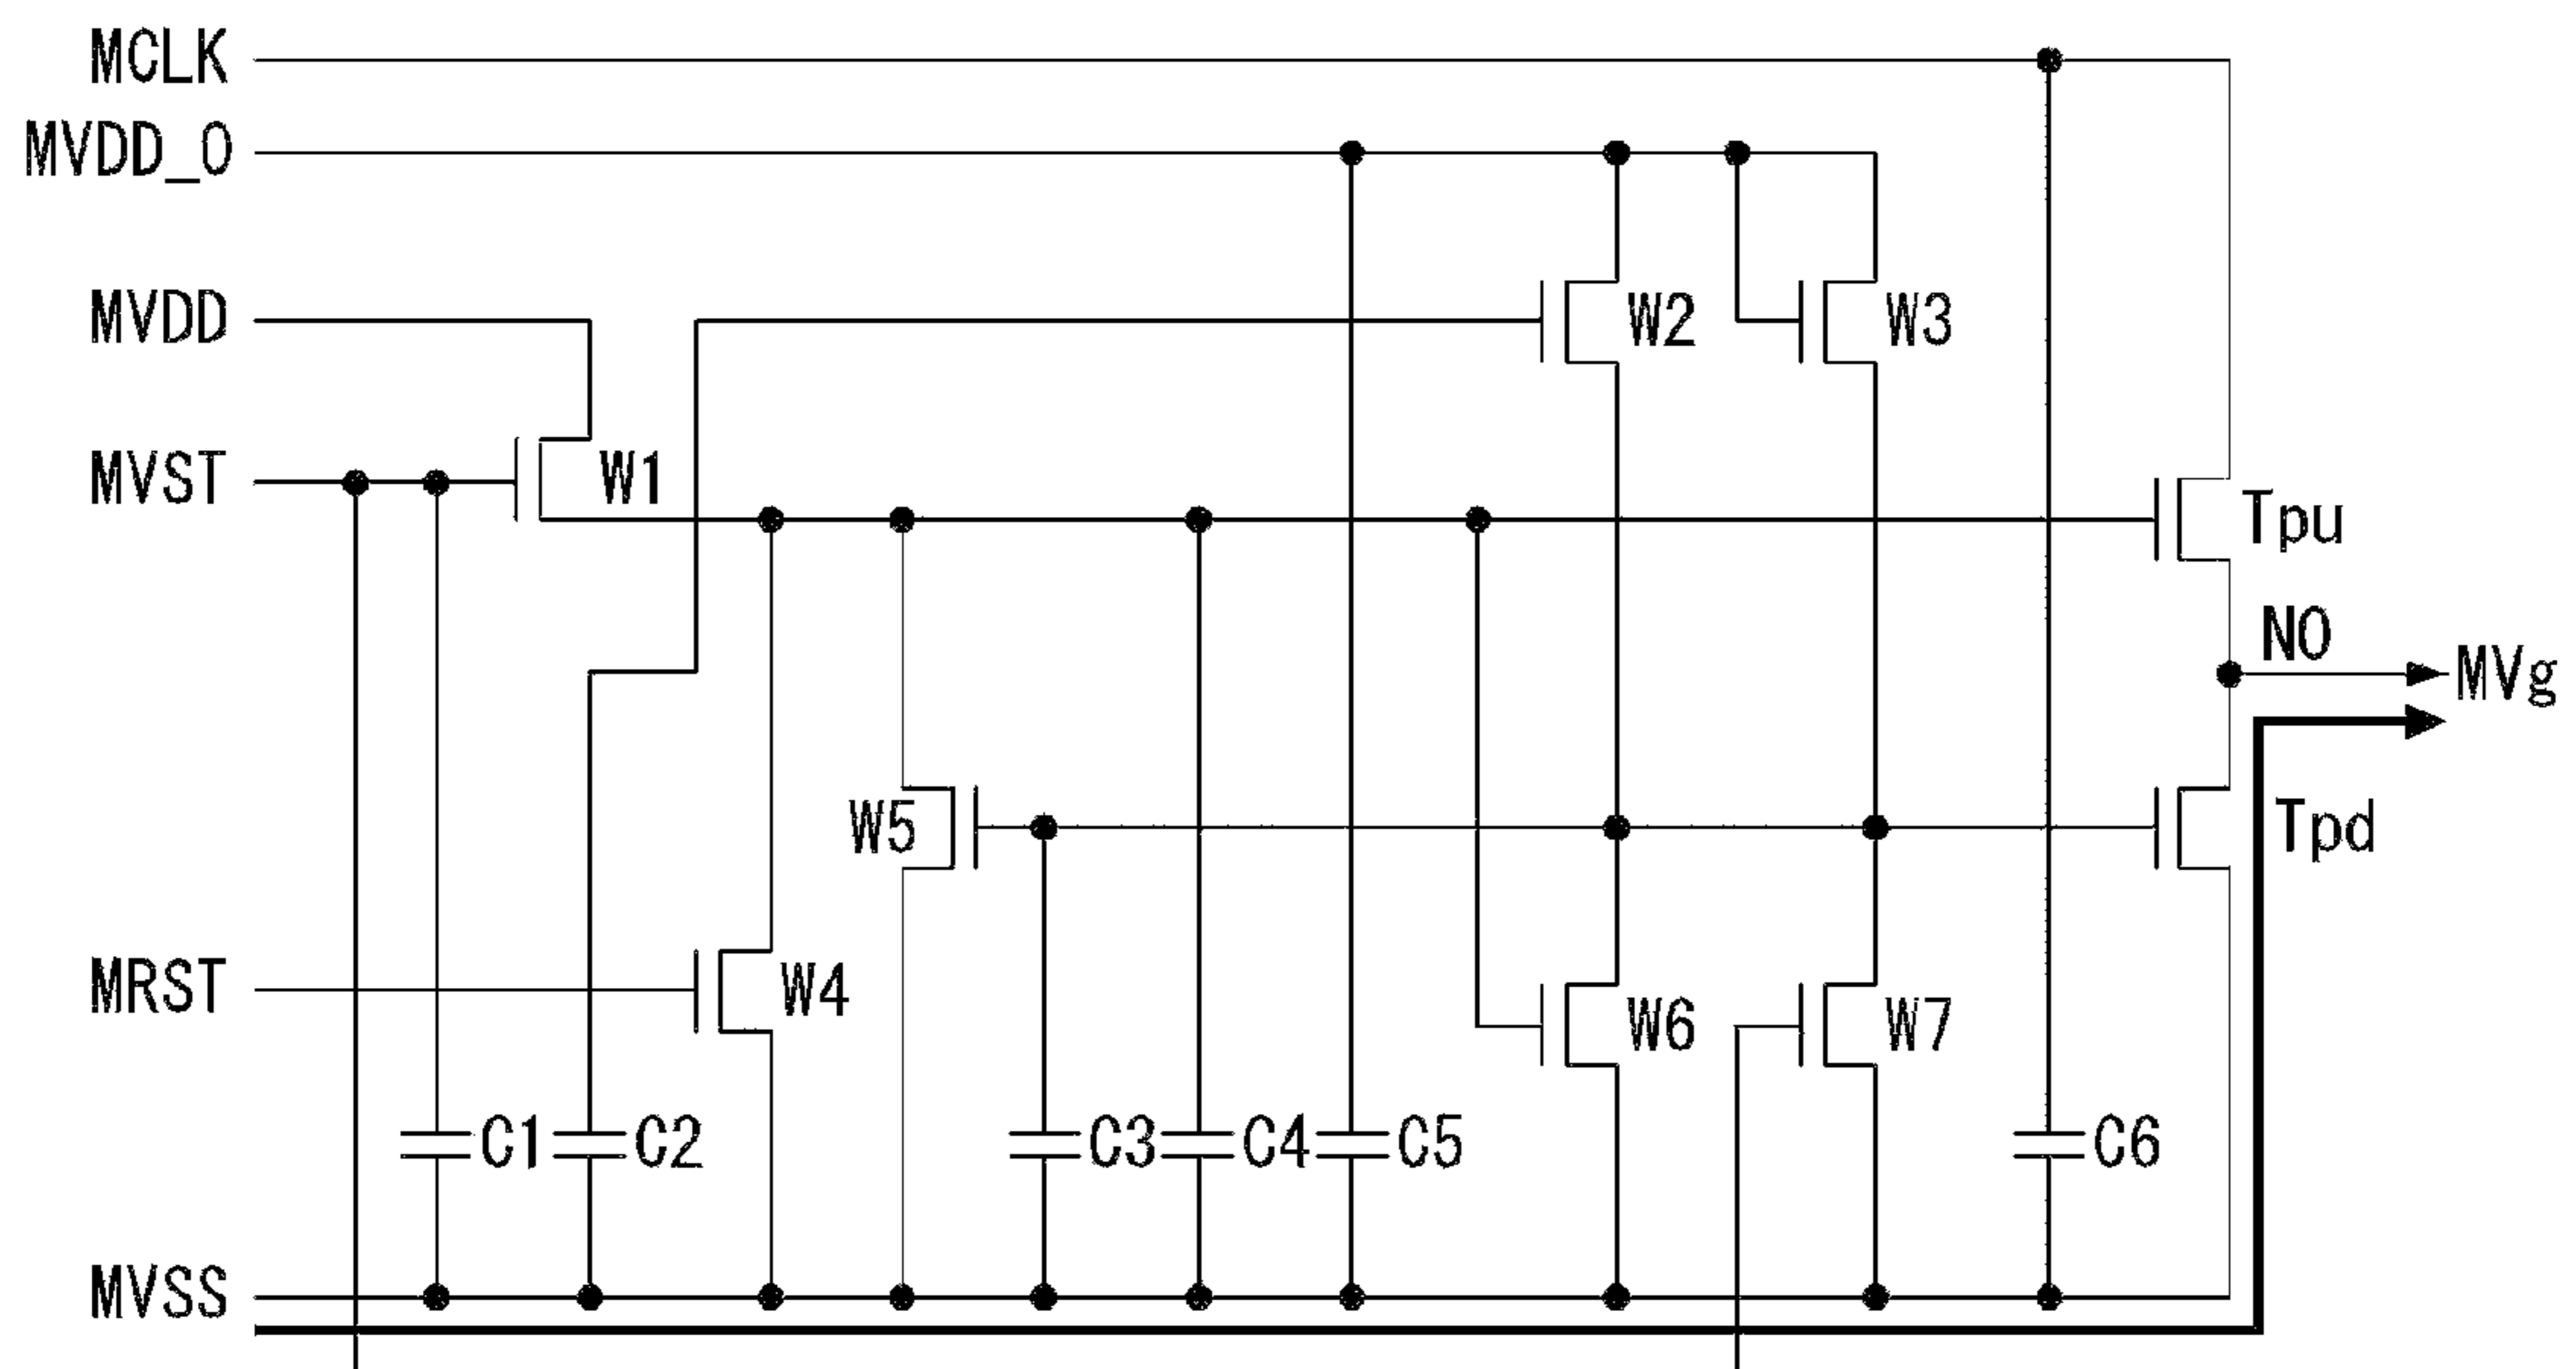 MCLK
MVDD_O
MVDD
W2
W3
MVST
W1
Tpu
NO
MVg
W5
Tpd
MRST
W4
W6
W7
C1
C2
C3
C4
C5
C6
MVSS